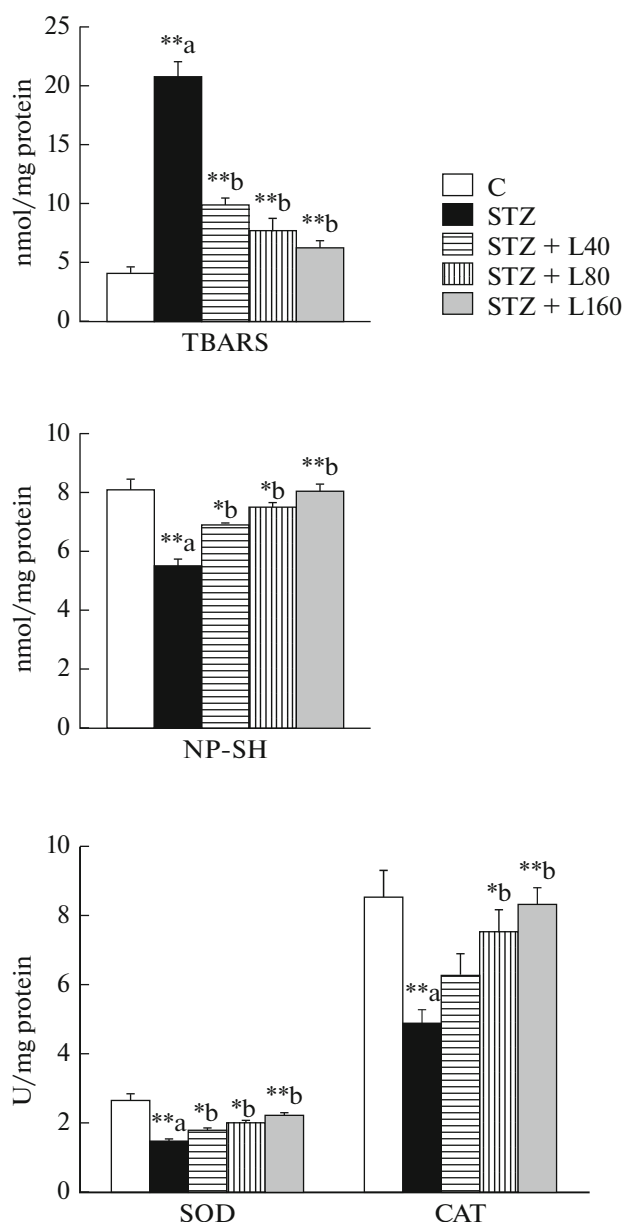 25
20
15
10
5
0
nmol/mg protein
**a
**b
**b
**b
TBARS
C
STZ
STZ + L40
STZ + L80
STZ + L160
10
8
6
4
2
0
nmol/mg protein
**a
*b
*b
**b
NP-SH
10
8
6
4
2
0
U/mg protein
**a
*b
*b
**b
SOD
**a
*b
**b
CAT